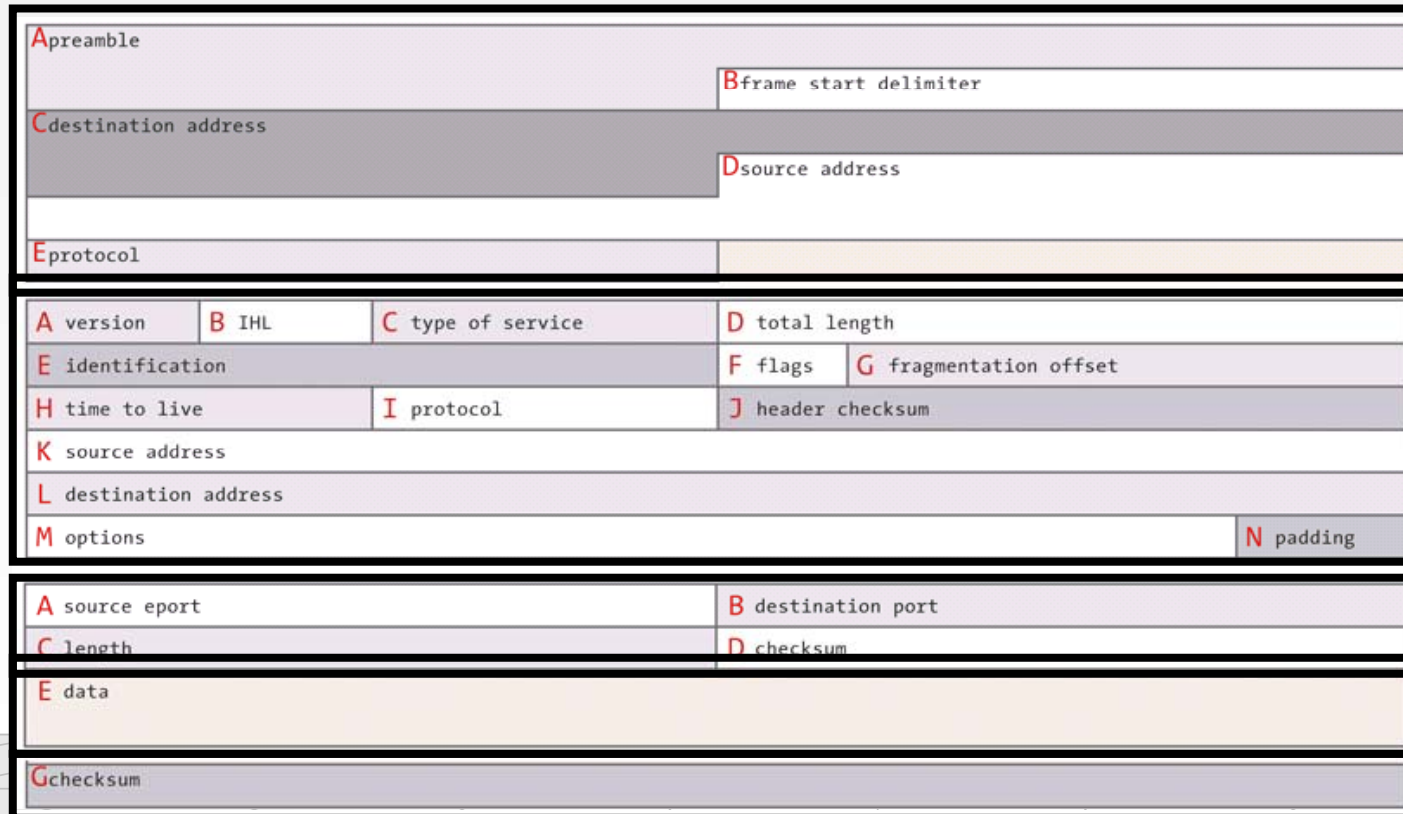 Apreamble
Bframe start delimiter
Cdestination address
Dsource address
Eprotocol
A version B IHL C type of service D total length
E identification F flags G fragmentation offset
H time to live I protocol J header checksum
K source address
L destination address
M options N padding
A source eport B destination port
C length D checksum
E data
Gchecksum